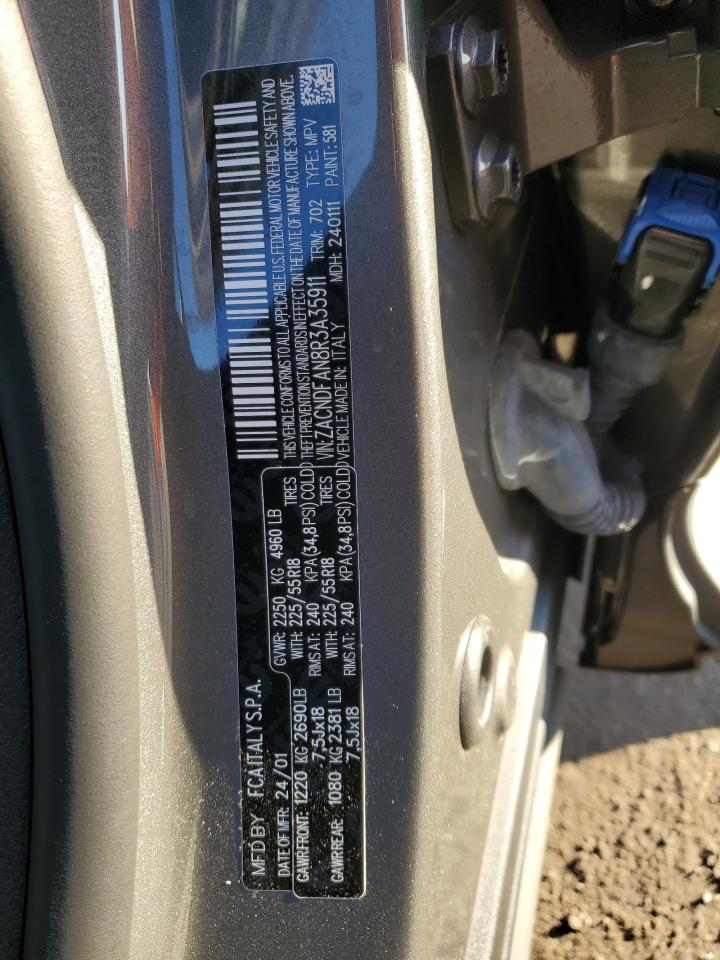 MFD BY FCA ITALY S.P.A.
DATE OF MFR: 24/01 GVWR: 2250 KG 4960 LB
GAWR FRONT: 1220 KG 2690LB WITH: 225/55R18 TIRES
7,5Jx18 RIMS AT: 240 KPA(34,8PSI) COLD
GAWR REAR: 1080 KG 2381 LB WITH: 225/55R18 TIRES
7,5Jx18 RIMS AT: 240 KPA (34,8PSI) COLD
THIS VEHICLE CONFORMS TO ALL APPLICABLE U.S. FEDERAL MOTOR VEHICLE SAFETY AND
THEFT PREVENTION STANDARDS IN EFFECT ON THE DATE OF MANUFACTURE SHOWN ABOVE.
VIN: ZACNDFAN8R3A35911 TRIM: 702 TYPE: MPV
VEHICLE MADE IN: ITALY MDH: 240111 PAINT: 581